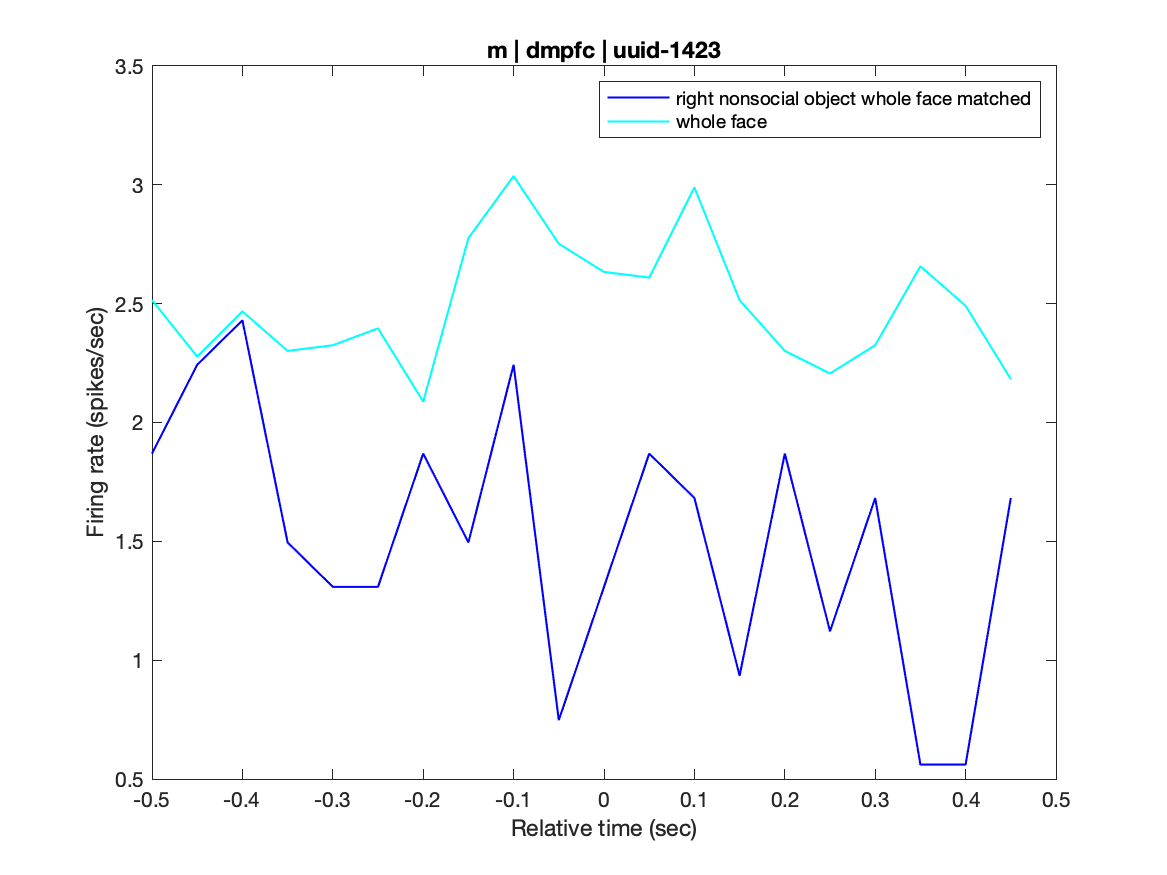 m | dmpfc | uuid-1423
right nonsocial object whole face matched
whole face
Firing rate (spikes/sec)
3.5
3
2.5
2
1.5
1
0.5
-0.5 -0.4 -0.3 -0.2 -0.1 0 0.1 0.2 0.3 0.4 0.5
Relative time (sec)